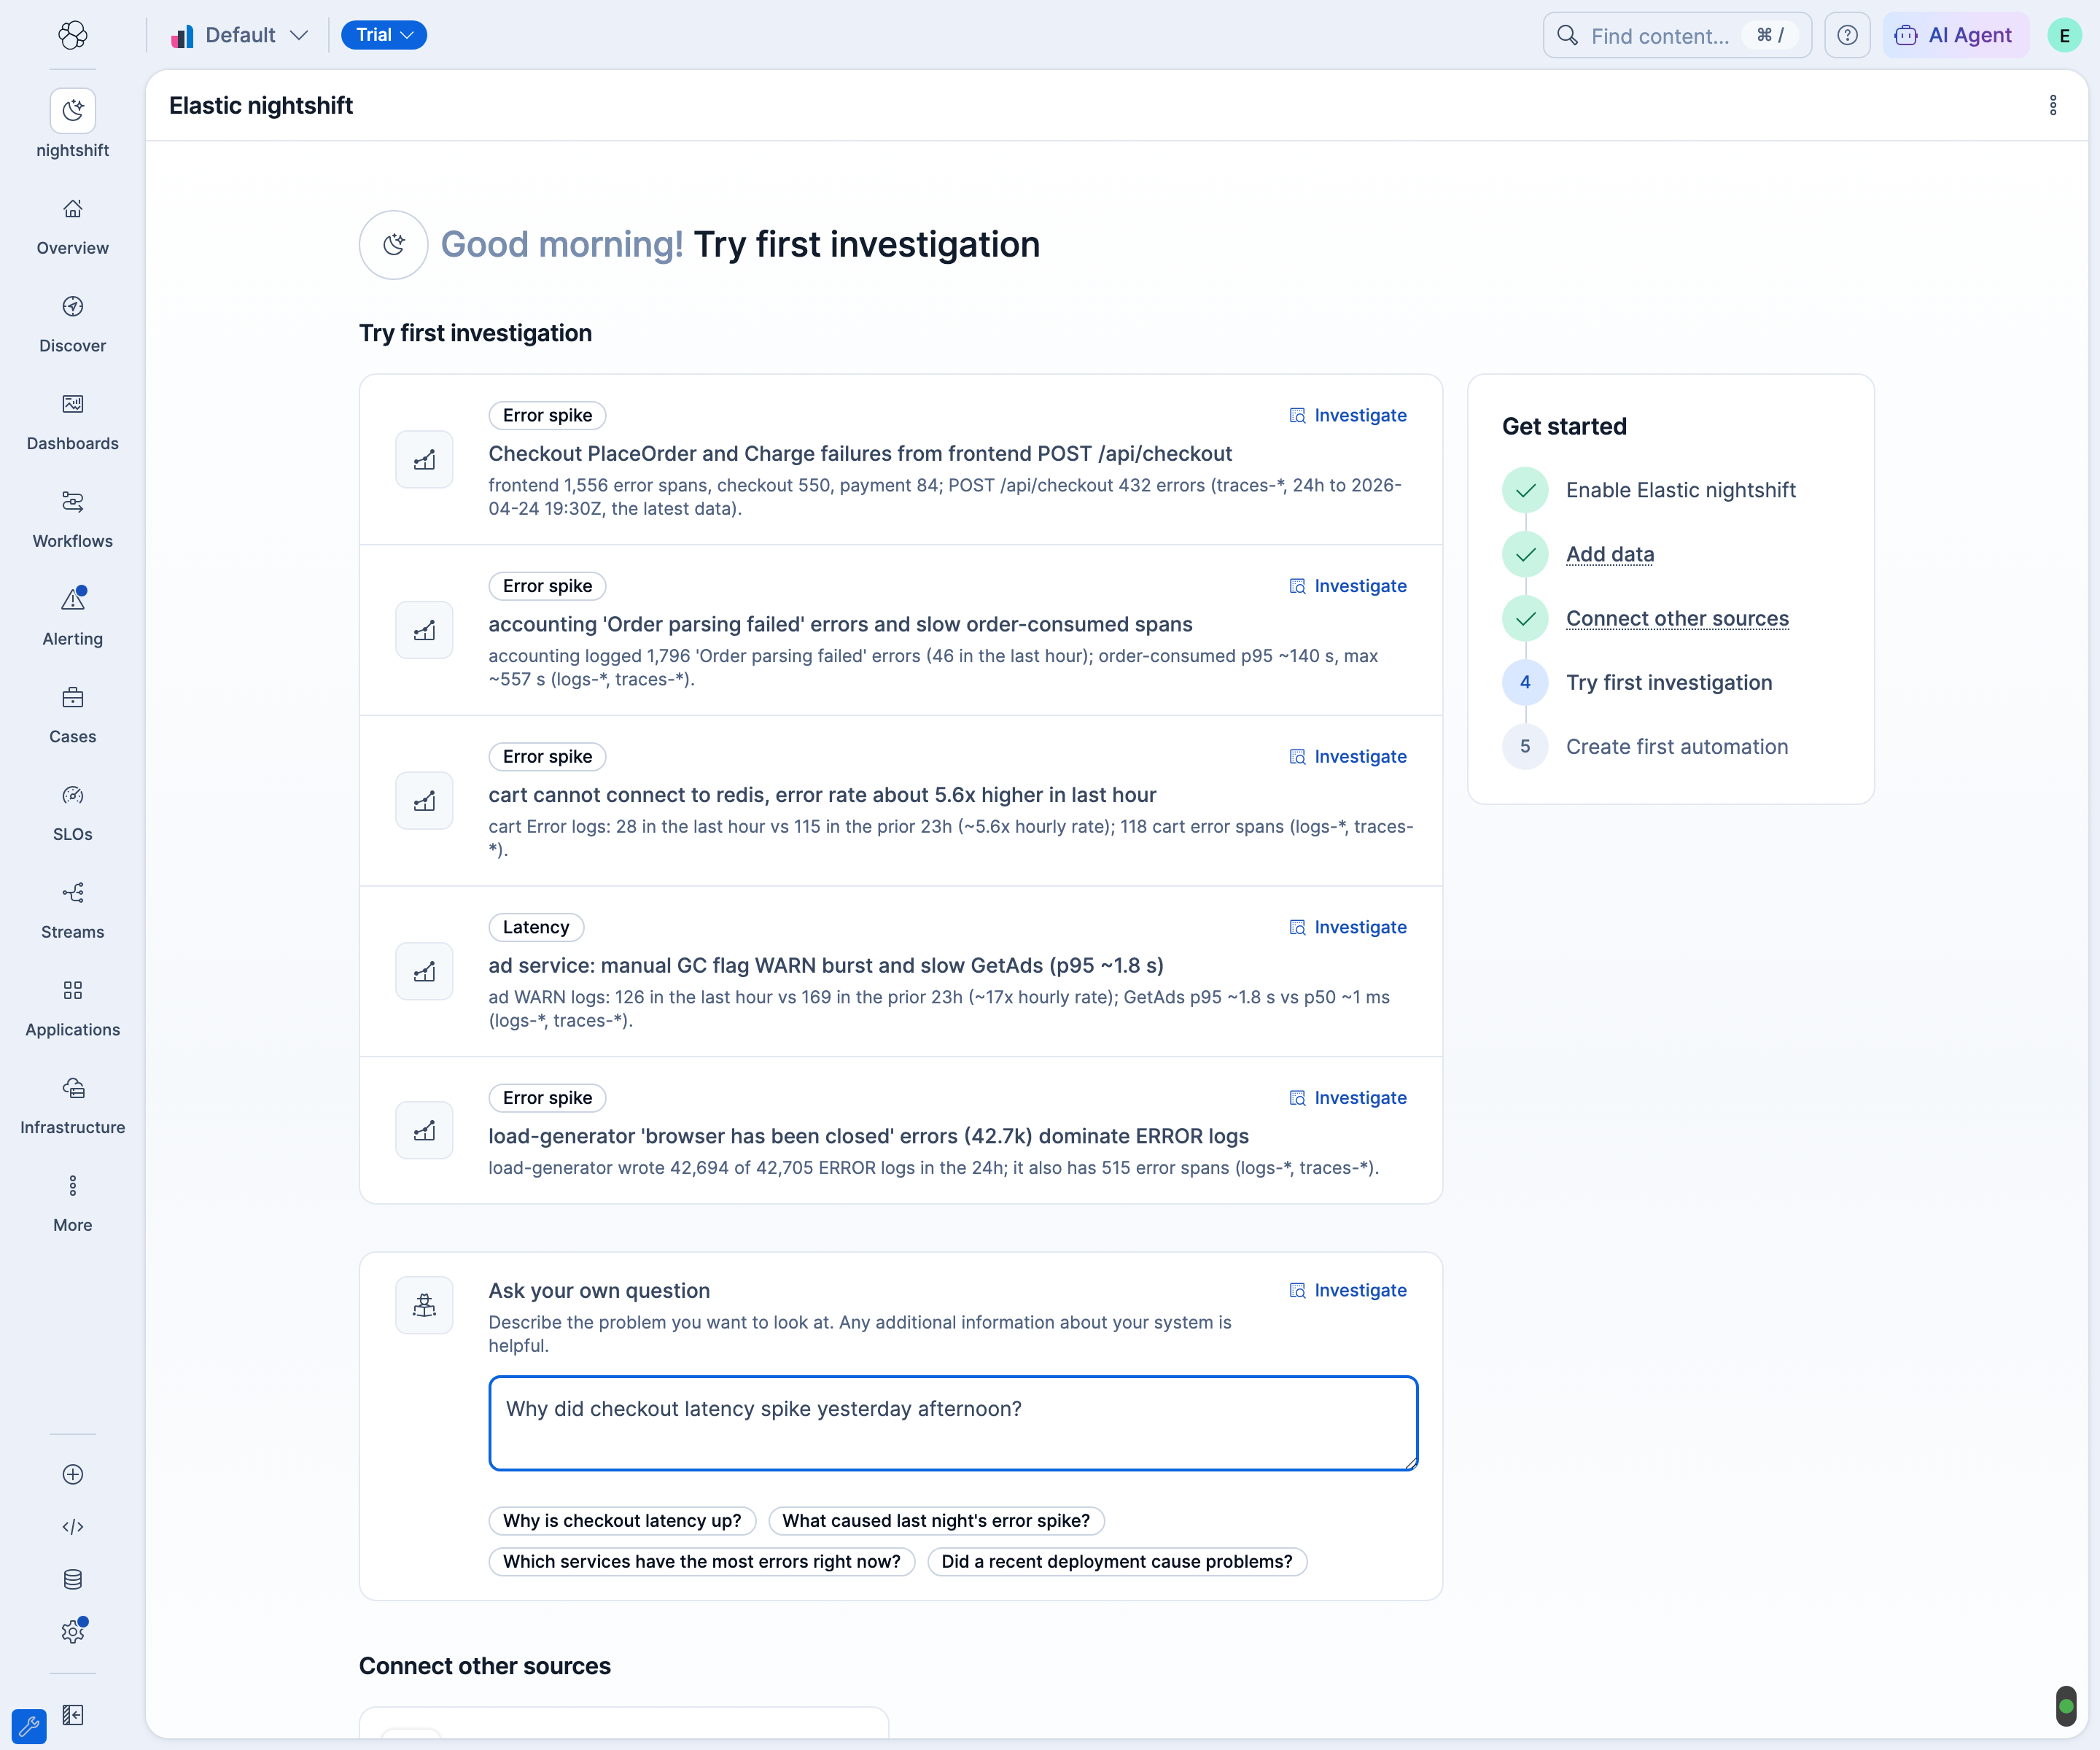 Default
Trial
Find content...
⌘ /
AI Agent
E
nightshift
Overview
Discover
Dashboards
Workflows
Alerting
Cases
SLOs
Streams
Applications
Infrastructure
More
Elastic nightshift
Good morning! Try first investigation
Try first investigation
Error spike
Investigate
Checkout PlaceOrder and Charge failures from frontend POST /api/checkout
frontend 1,556 error spans, checkout 550, payment 84; POST /api/checkout 432 errors (traces-*, 24h to 2026-
04-24 19:30Z, the latest data).
Error spike
Investigate
accounting 'Order parsing failed' errors and slow order-consumed spans
accounting logged 1,796 'Order parsing failed' errors (46 in the last hour); order-consumed p95 ~140 s, max
~557 s (logs-*, traces-*).
Error spike
Investigate
cart cannot connect to redis, error rate about 5.6x higher in last hour
cart Error logs: 28 in the last hour vs 115 in the prior 23h (~5.6x hourly rate); 118 cart error spans (logs-*, traces-
*).
Latency
Investigate
ad service: manual GC flag WARN burst and slow GetAds (p95 ~1.8 s)
ad WARN logs: 126 in the last hour vs 169 in the prior 23h (~17x hourly rate); GetAds p95 ~1.8 s vs p50 ~1 ms
(logs-*, traces-*).
Error spike
Investigate
load-generator 'browser has been closed' errors (42.7k) dominate ERROR logs
load-generator wrote 42,694 of 42,705 ERROR logs in the 24h; it also has 515 error spans (logs-*, traces-*).
Get started
Enable Elastic nightshift
Add data
Connect other sources
4 Try first investigation
5 Create first automation
Ask your own question
Investigate
Describe the problem you want to look at. Any additional information about your system is
helpful.
Why did checkout latency spike yesterday afternoon?
Why is checkout latency up?
What caused last night's error spike?
Which services have the most errors right now?
Did a recent deployment cause problems?
Connect other sources